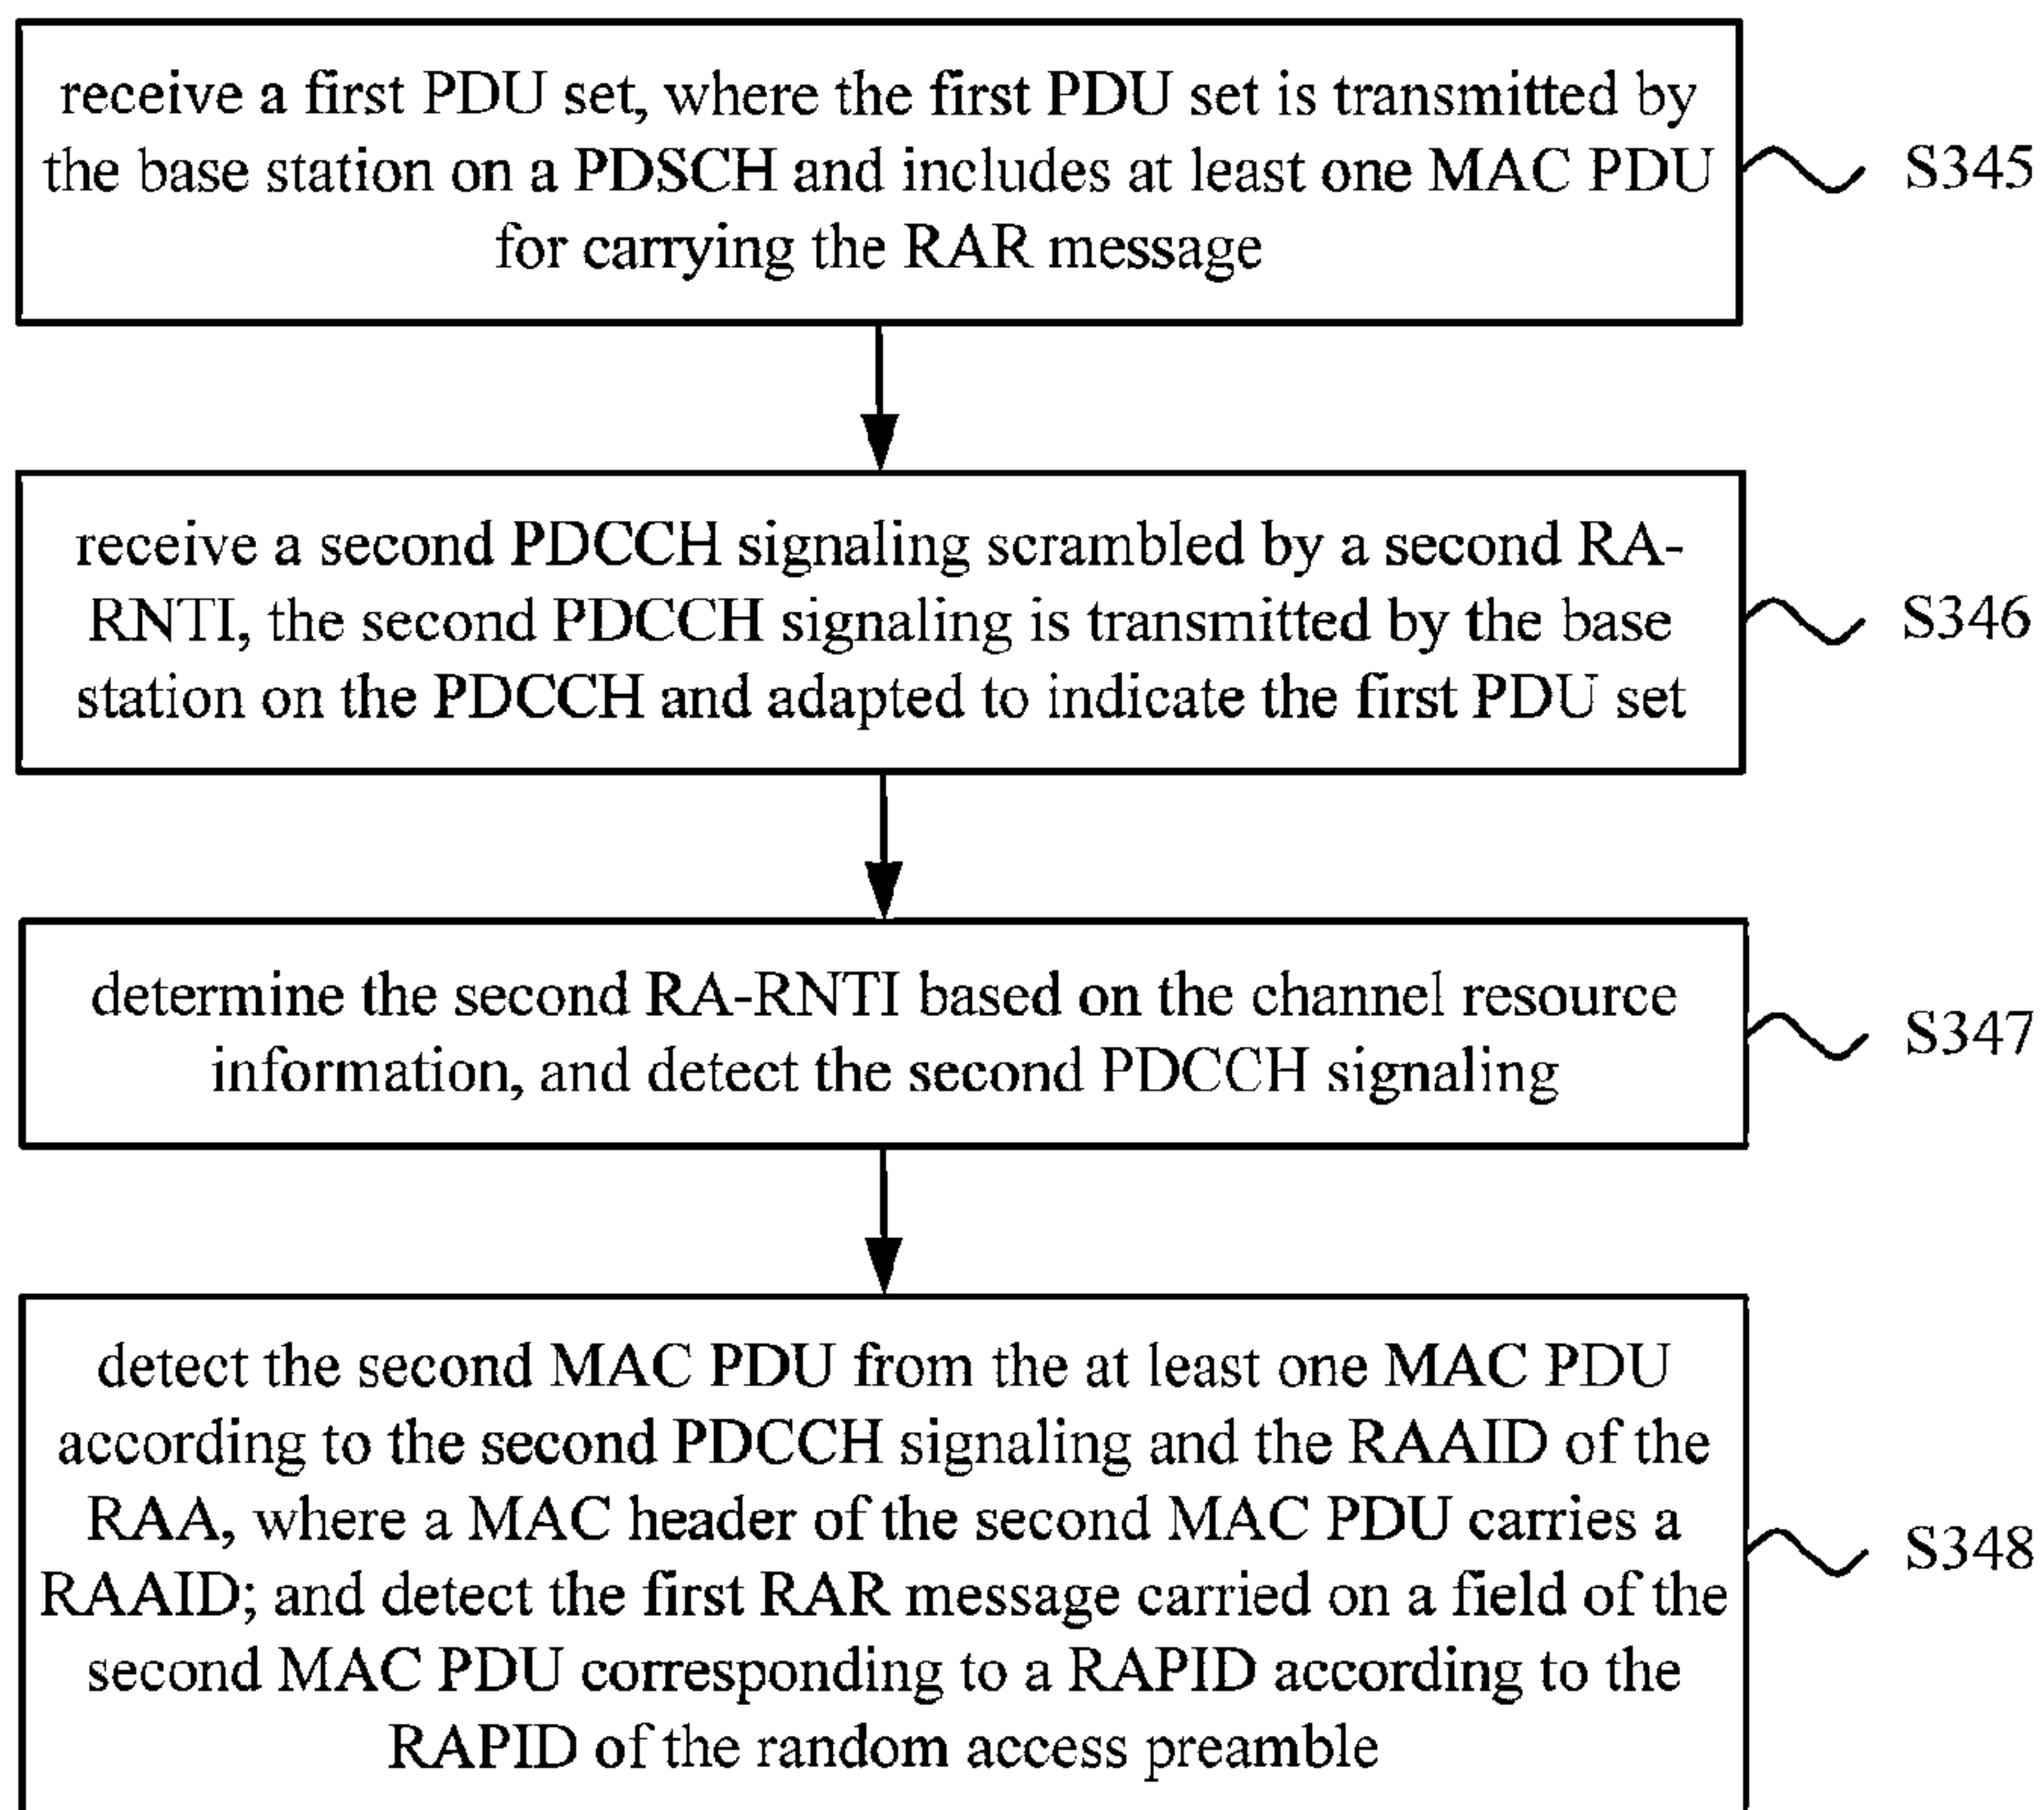 receive a first PDU set, where the first PDU set is transmitted by
the base station on a PDSCH and includes at least one MAC PDU
for carrying the RAR message
S345
receive a second PDCCH signaling scrambled by a second RA-
RNTI, the second PDCCH signaling is transmitted by the base
station on the PDCCH and adapted to indicate the first PDU set
S346
determine the second RA-RNTI based on the channel resource
information, and detect the second PDCCH signaling
S347
detect the second MAC PDU from the at least one MAC PDU
according to the second PDCCH signaling and the RAAID of the
RAA, where a MAC header of the second MAC PDU carries a
RAAID; and detect the first RAR message carried on a field of the
second MAC PDU corresponding to a RAPID according to the
RAPID of the random access preamble
S348